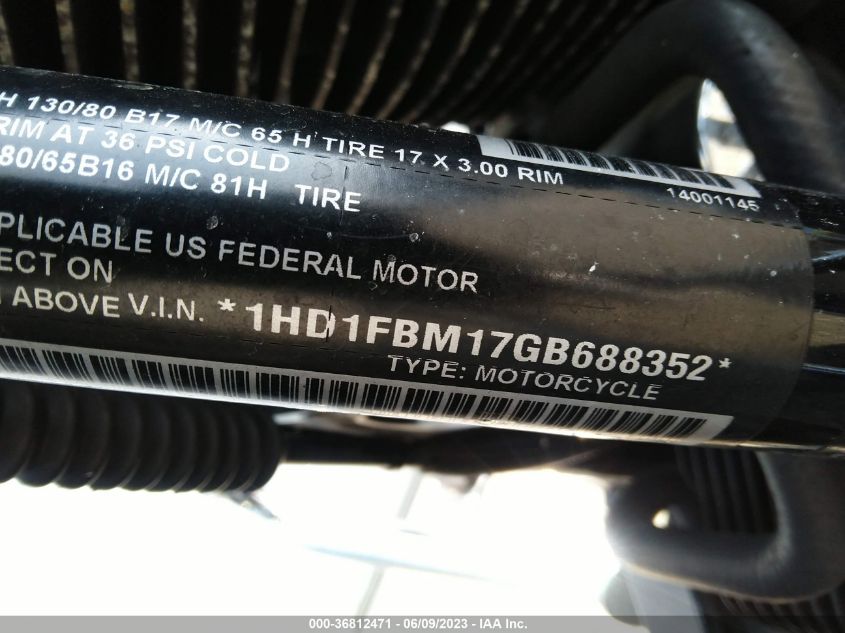 H 130/80 B17 M/C 65 H TIRE 17 X 3.00 RIM
RIM AT 36 PSI COLD
80/65B16 M/C 81H TIRE
14001145
PLICABLE US FEDERAL MOTOR
ECT ON
ABOVE V.I.N. *1HD1FBM17GB688352*
TYPE: MOTORCYCLE
000-36812471 - 06/09/2023 - IAA Inc.